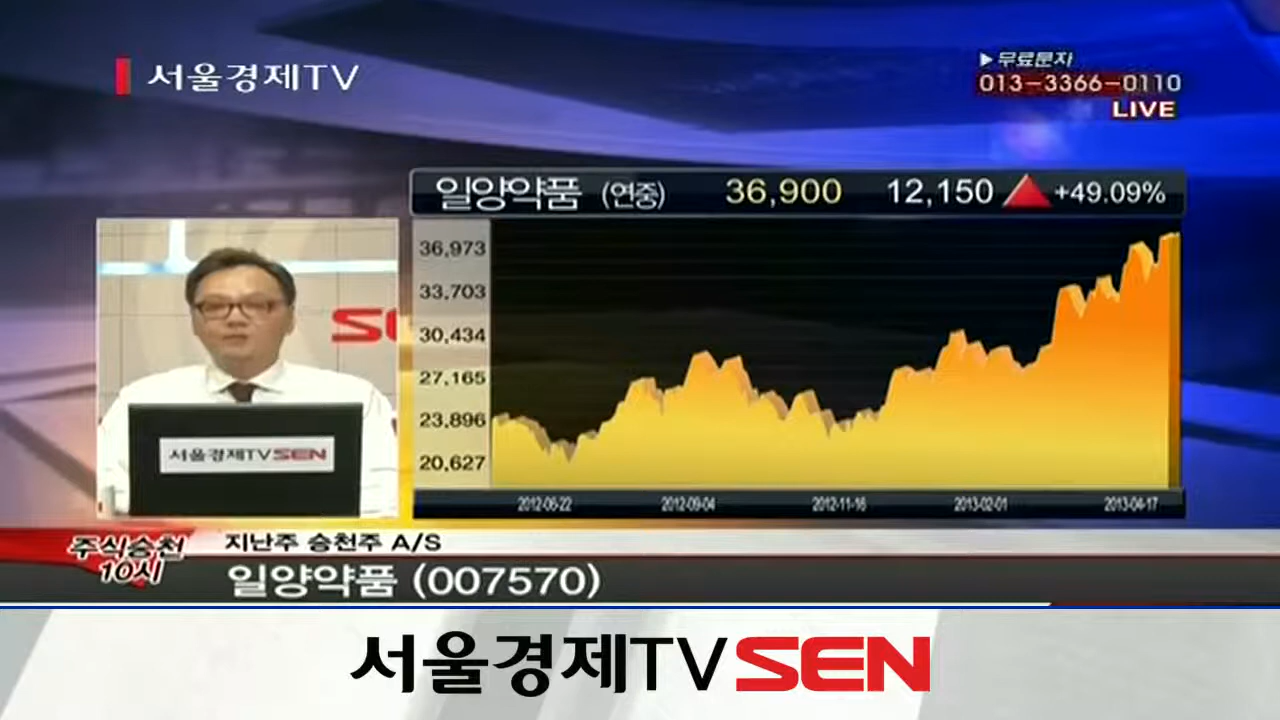 서울경제TV
▶무료문자
013-3366-0110
LIVE
일양약품 (연중) 36,900 12,150 ▲ +49.09%
36,973
33,703
30,434
27,165
23,896
20,627
2012-06-22 2012-09-04 2012-11-16 2013-02-01 2013-04-17
서울경제TV SEN
주식승천
10시
지난주 승천주 A/S
일양약품 (007570)
서울경제TV SEN